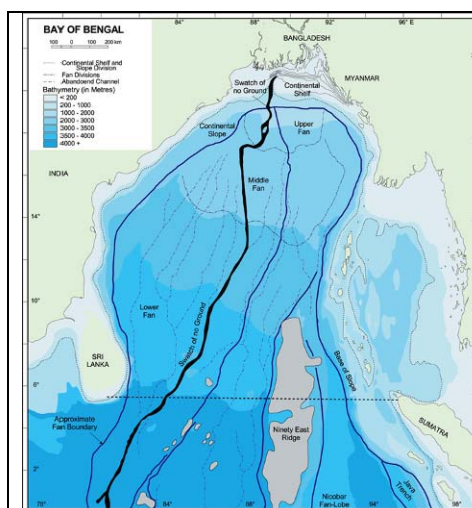 BAY OF BENGAL
100 0 100 200 km
Continental Shelf and
Slope Division
Fan Divisions
Abandoend Channel
Bathymetry (in Metres)
< 200
200 - 1000
1000 - 2000
2000 - 3000
3000 - 3500
3500 - 4000
4000 +
84°
88°
92°
96° E
BANGLADESH
MYANMAR
Swatch of
no Ground
Continental
Shelf
Continental
Slope
Upper
Fan
INDIA
Middle
Fan
14°
10°
Lower
Fan
Swatch of no Ground
SRI
LANKA
Base of Slope
6°
Approximate
Fan Boundary
Ninety East
Ridge
SUMATRA
2°
Java
Trench
Nicobar
Fan-Lobe
84°
88°
94°
98°